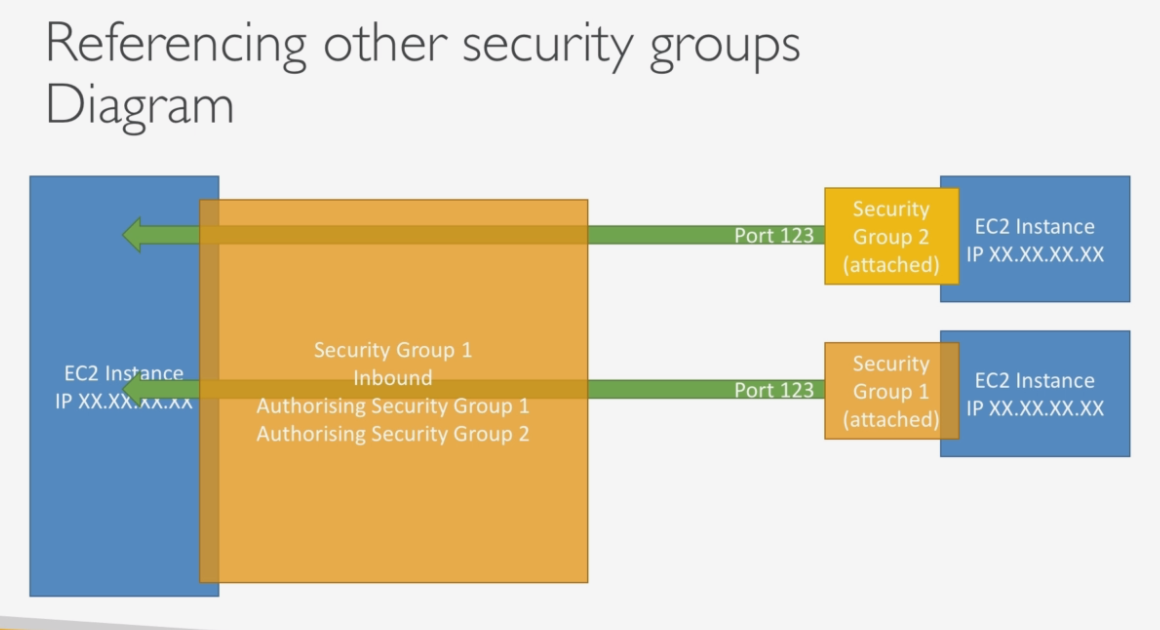 Referencing other security groups
Diagram
EC2 Instance
IP XX.XX.XX.XX
Security Group 1
Inbound
Authorising Security Group 1
Authorising Security Group 2
Port 123
Security
Group 2
(attached)
EC2 Instance
IP XX.XX.XX.XX
Port 123
Security
Group 1
(attached)
EC2 Instance
IP XX.XX.XX.XX